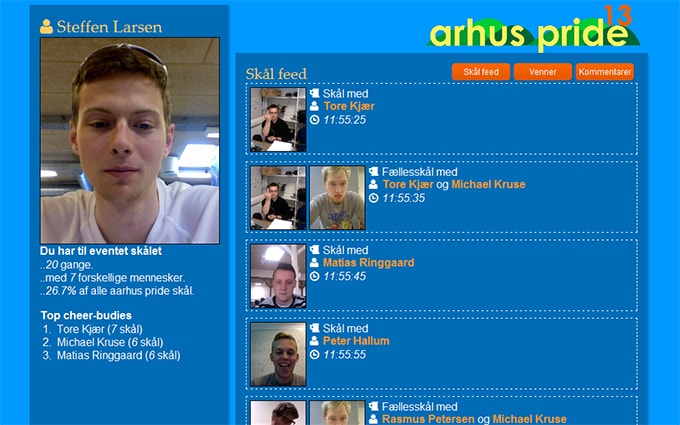 Steffen Larsen
Du har til eventet skålet
..20 gange.
..med 7 forskellige mennesker.
..26.7% af alle aarhus pride skål.
Top cheer-budies
1. Tore Kjær (7 skål)
2. Michael Kruse (6 skål)
3. Matias Ringgaard (6 skål)
arhus pride 13
Skål feed
Skål feed
Venner
Kommentarer
Skål med
Tore Kjær
11:55:25
Fællesskål med
Tore Kjær og Michael Kruse
11:55:35
Skål med
Matias Ringgaard
11:55:45
Skål med
Peter Hallum
11:55:55
Fællesskål med
Rasmus Petersen og Michael Kruse